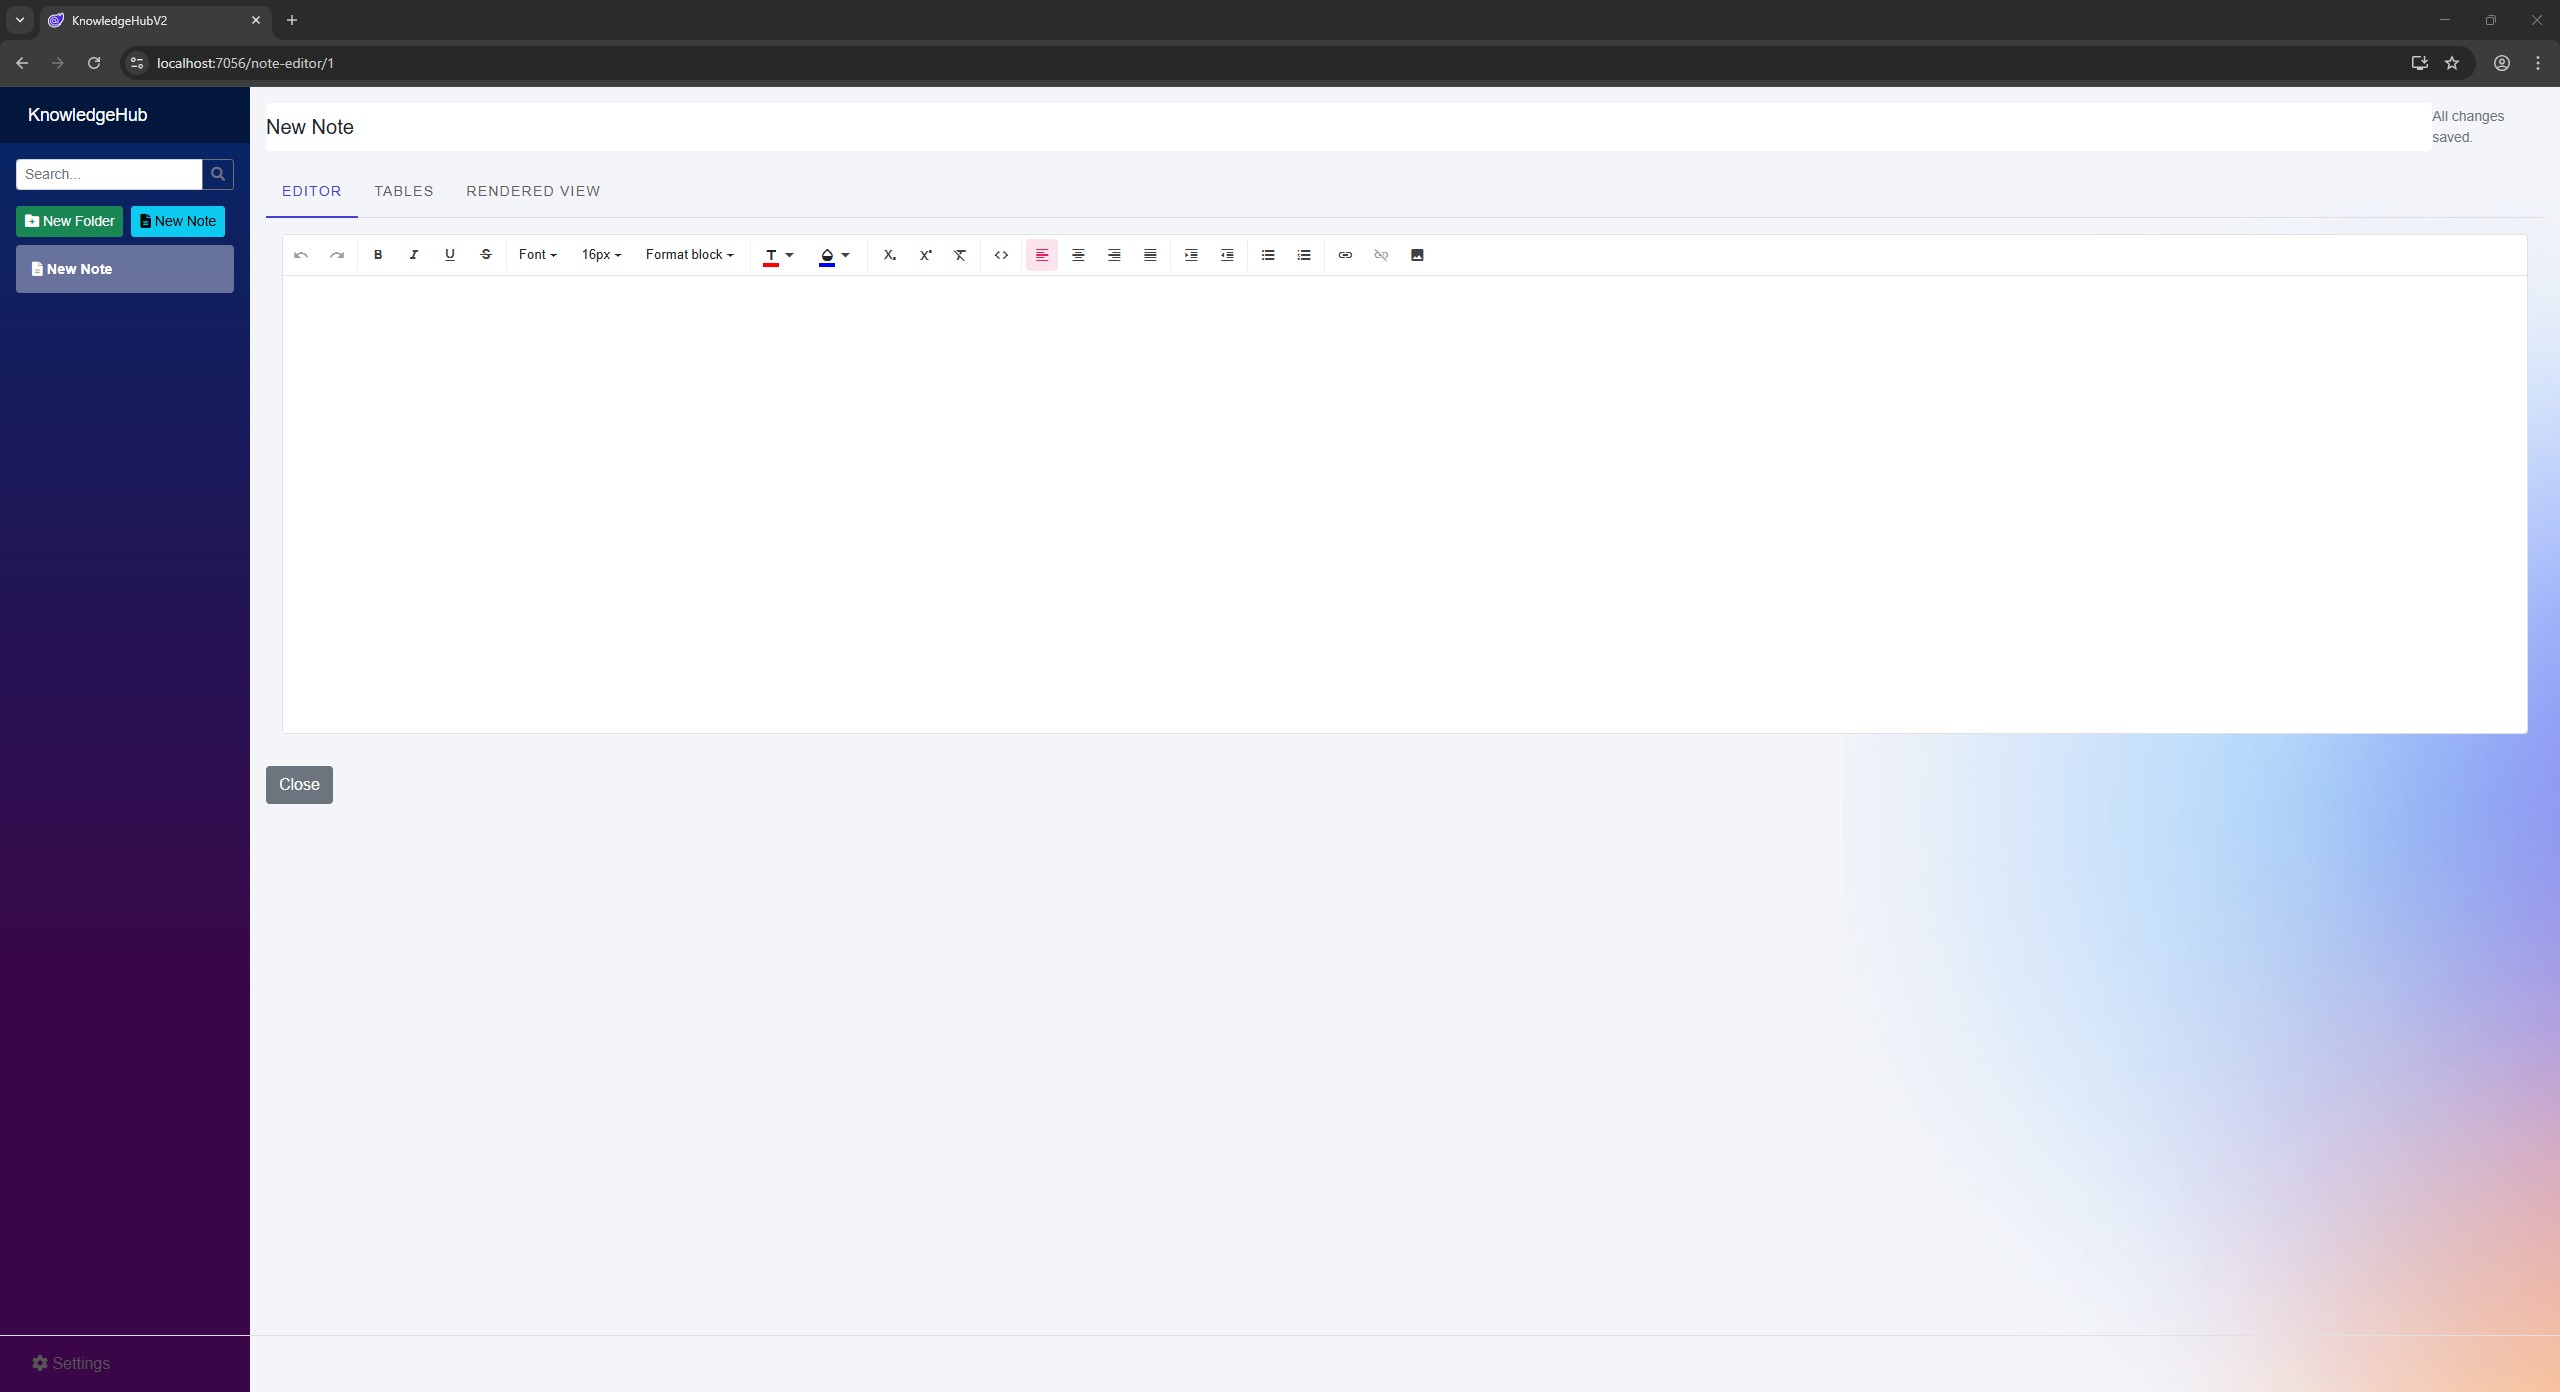 KnowledgeHubV2
localhost:7056/note-editor/1
KnowledgeHub
Search...
New Folder
New Note
New Note
Settings
New Note
All changes
saved.
EDITOR TABLES RENDERED VIEW
Font 16px Format block
Close